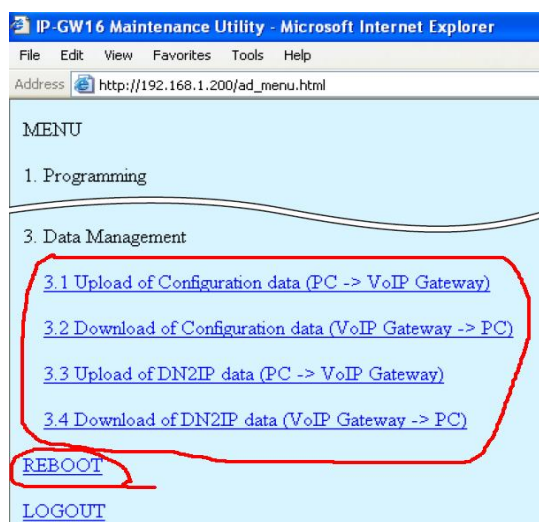 IP-GW16 Maintenance Utility - Microsoft Internet Explorer
File Edit View Favorites Tools Help
Address http://192.168.1.200/ad_menu.html
MENU
1. Programming
3. Data Management
3.1 Upload of Configuration data (PC -> VoIP Gateway)
3.2 Download of Configuration data (VoIP Gateway -> PC)
3.3 Upload of DN2IP data (PC -> VoIP Gateway)
3.4 Download of DN2IP data (VoIP Gateway -> PC)
REBOOT
LOGOUT